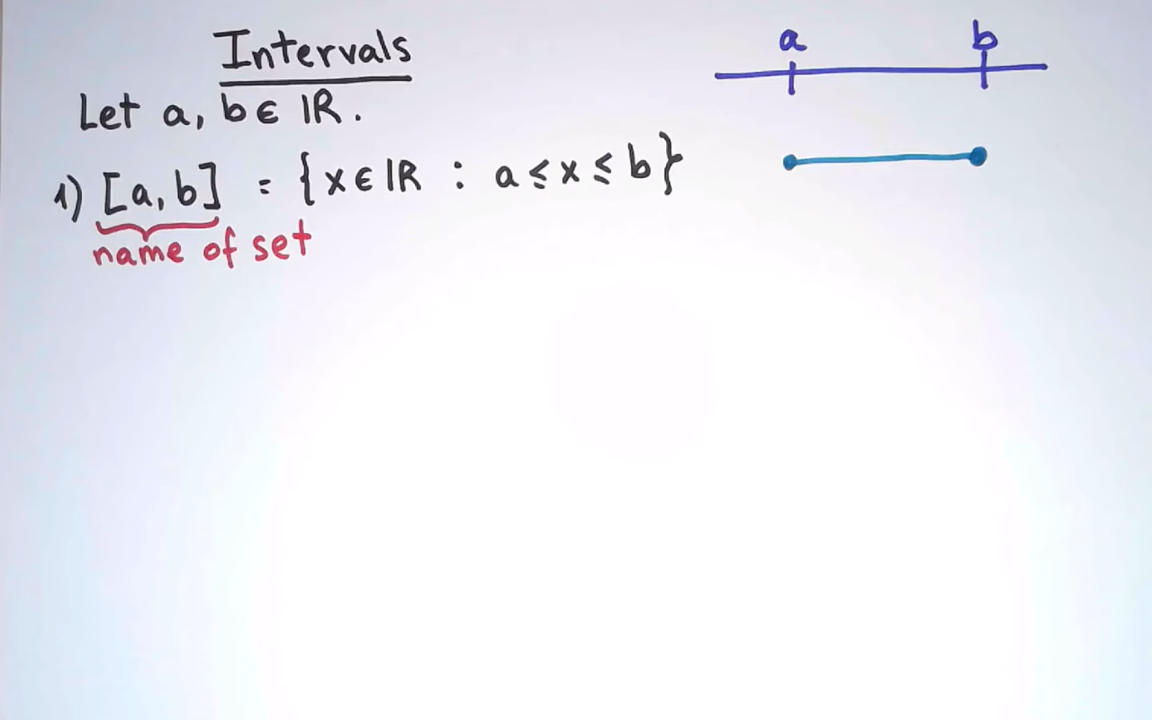 Intervals
Let a, b ∈ ℝ.
1) [a, b] = {x ∈ ℝ : a ≤ x ≤ b}
name of set
a b